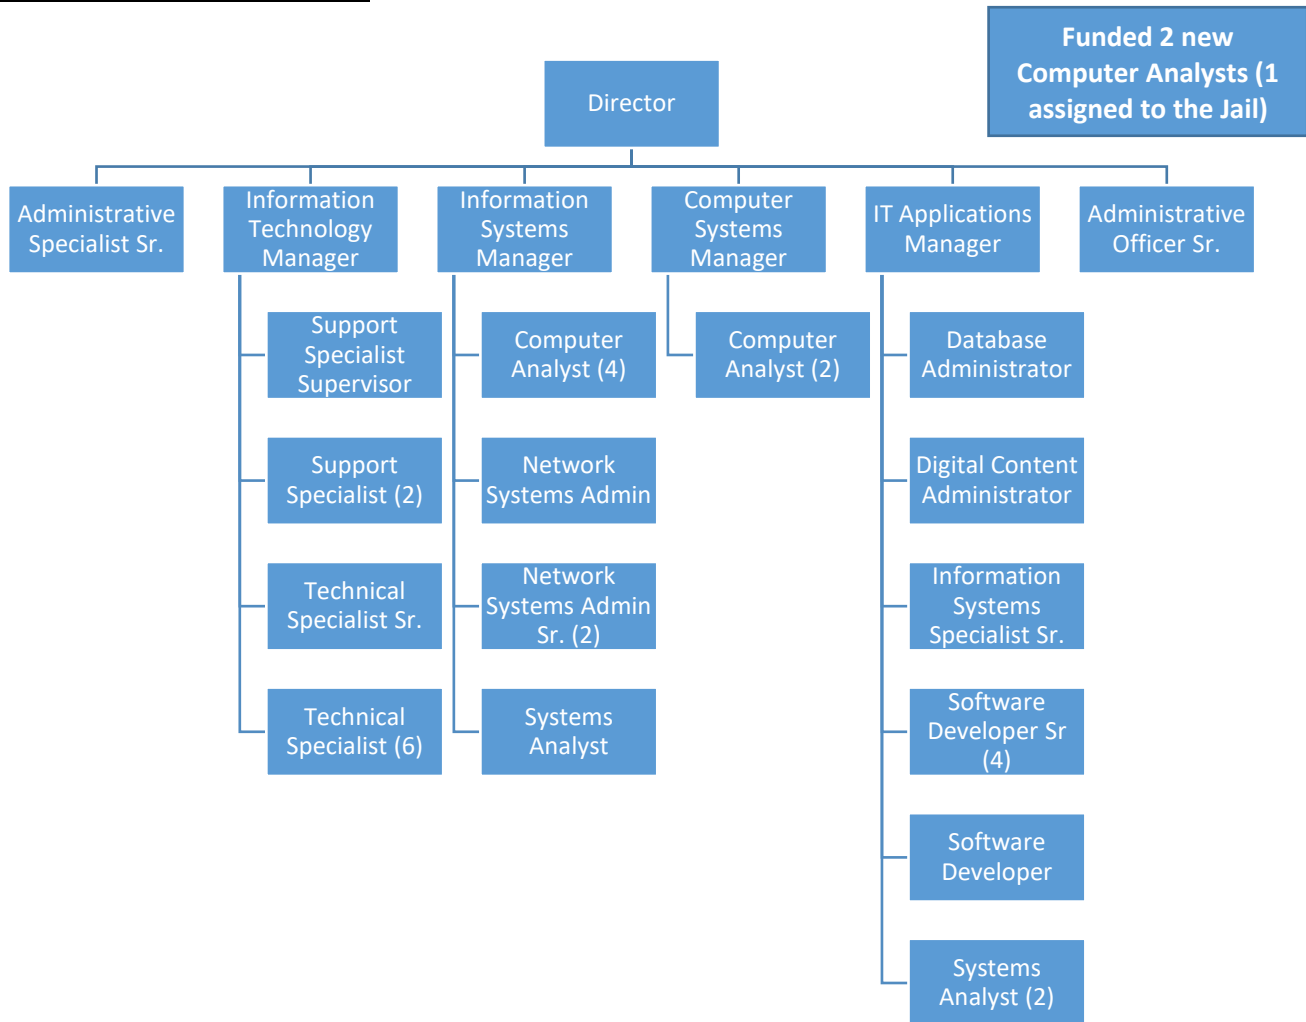 Funded 2 new
Computer Analysts (1
assigned to the Jail)
Director
Administrative
Specialist Sr.
Information
Technology
Manager
Information
Systems
Manager
Computer
Systems
Manager
IT Applications
Manager
Administrative
Officer Sr.
Support
Specialist
Supervisor
Computer
Analyst (4)
Computer
Analyst (2)
Database
Administrator
Support
Specialist (2)
Network
Systems Admin
Digital Content
Administrator
Technical
Specialist Sr.
Network
Systems Admin
Sr. (2)
Information
Systems
Specialist Sr.
Technical
Specialist (6)
Systems
Analyst
Software
Developer Sr
(4)
Software
Developer
Systems
Analyst (2)